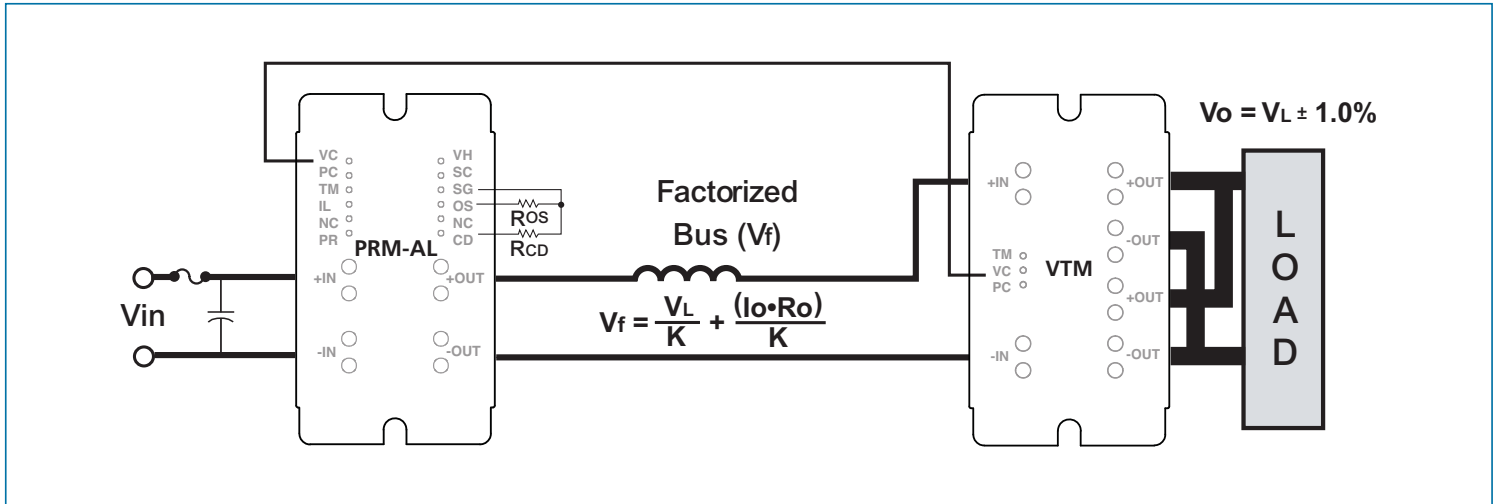 Vo = VL ± 1.0%
VC
PC
TM
IL
NC
PR
VH
SC
SG
OS
NC
CD
ROS
RCD
PRM-AL
+IN
-IN
+OUT
-OUT
Vin
Factorized
Bus (Vf)
Vf = VL/K + (Io•Ro)/K
+IN
TM
VC
PC
-IN
VTM
+OUT
-OUT
+OUT
-OUT
L
O
A
D